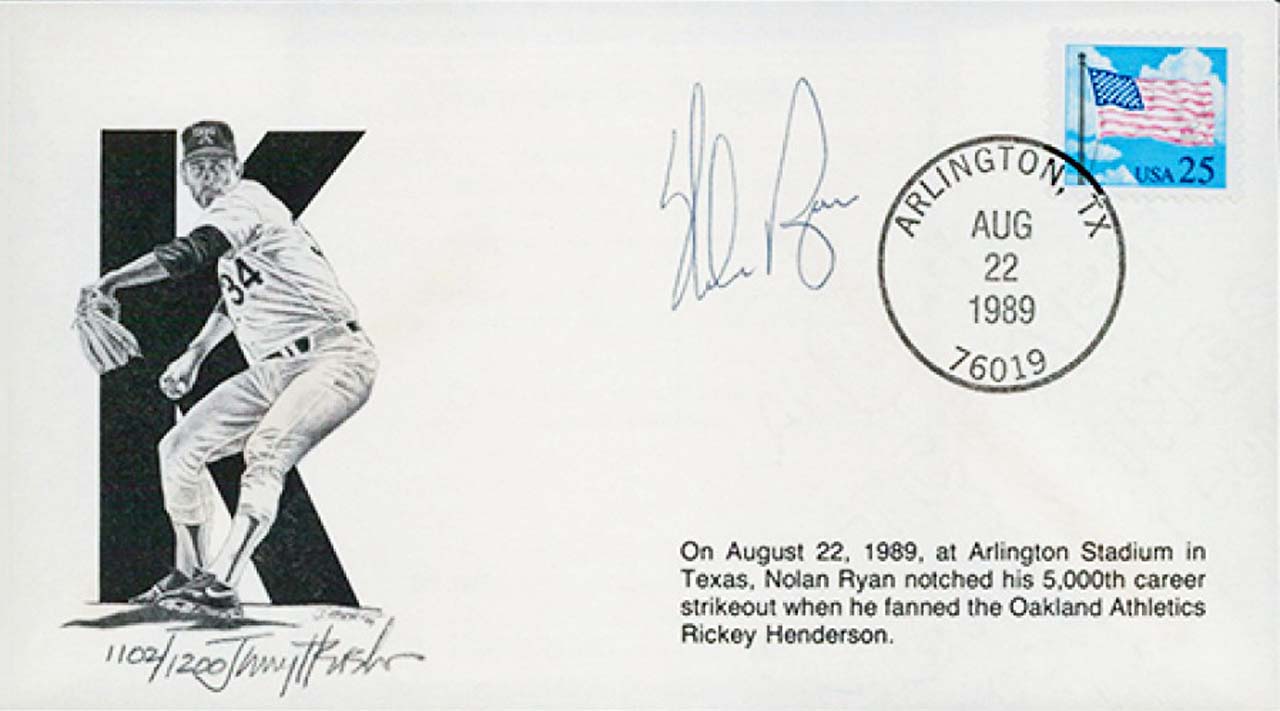 K
34
Nolan Ryan
USA 25
ARLINGTON, TX
AUG
22
1989
76019
On August 22, 1989, at Arlington Stadium in
Texas, Nolan Ryan notched his 5,000th career
strikeout when he fanned the Oakland Athletics
Rickey Henderson.
1102/1200